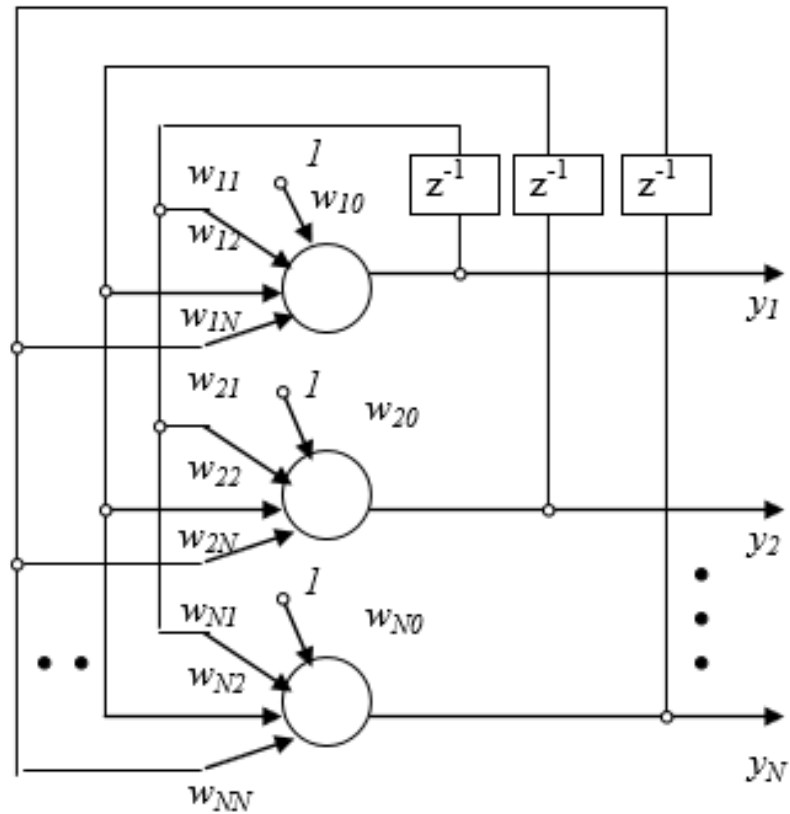 1
w₁₁
w₁₀
z⁻¹ z⁻¹ z⁻¹
w₁₂
y₁
w₁N
w₂₁
1
w₂₀
w₂₂
w₂N
y₂
1
wN₁
wN₀
wN₂
yN
wNN